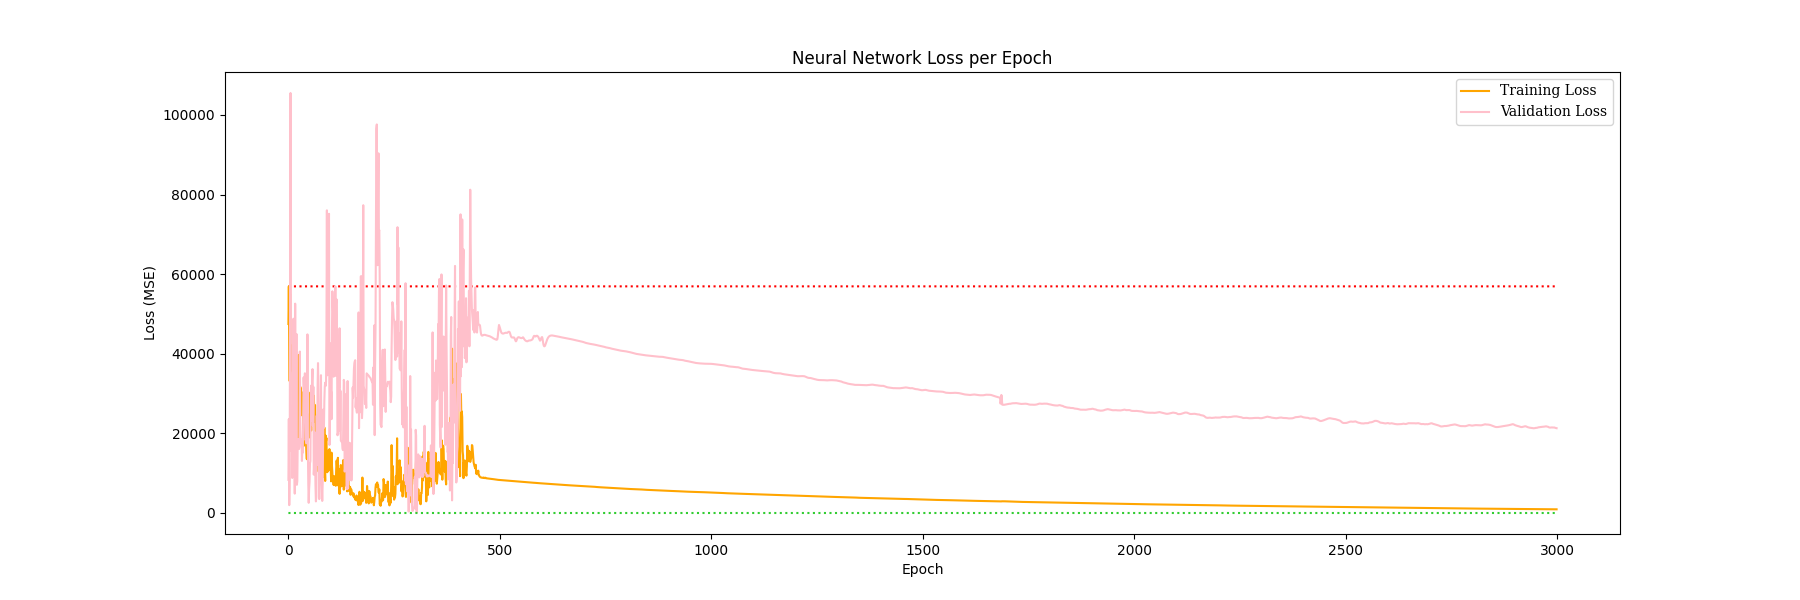 Neural Network Loss per Epoch
Training Loss
Validation Loss
100000
80000
60000
40000
20000
0
Loss (MSE)
0 500 1000 1500 2000 2500 3000
Epoch